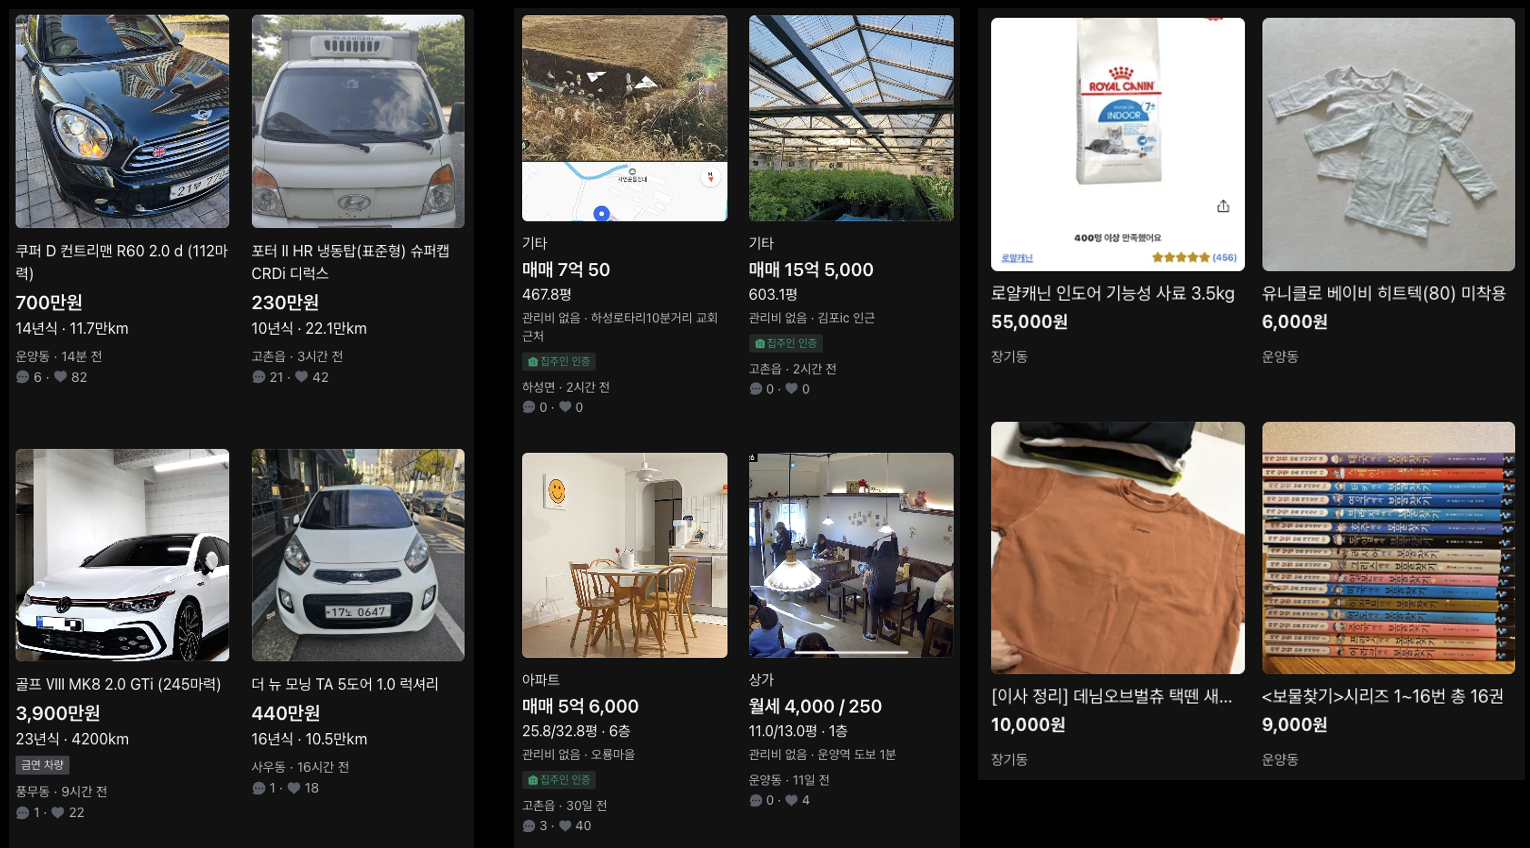 쿠퍼 D 컨트리맨 R60 2.0 d (112마
력)
700만원
14년식 · 11.7만km
운양동 · 14분 전
6 · 82
포터 II HR 냉동탑(표준형) 슈퍼캡
CRDi 디럭스
230만원
10년식 · 22.1만km
고촌읍 · 3시간 전
21 · 42
17노 0647
골프 VIII MK8 2.0 GTi (245마력)
3,900만원
23년식 · 4200km
금연 차량
풍무동 · 9시간 전
1 · 22
더 뉴 모닝 TA 5도어 1.0 럭셔리
440만원
16년식 · 10.5만km
사우동 · 16시간 전
1 · 18
N
기타
매매 7억 50
467.8평
관리비 없음 · 하성로타리10분거리 교회
근처
집주인 인증
하성면 · 2시간 전
0 · 0
기타
매매 15억 5,000
603.1평
관리비 없음 · 김포ic 인근
집주인 인증
고촌읍 · 2시간 전
0 · 0
아파트
매매 5억 6,000
25.8/32.8평 · 6층
관리비 없음 · 오룡마을
집주인 인증
고촌읍 · 30일 전
3 · 40
상가
월세 4,000 / 250
11.0/13.0평 · 1층
관리비 없음 · 운양역 도보 1분
운양동 · 11일 전
0 · 4
ROYAL CANIN
INDOOR
7+
400명 이상 만족했어요
로얄캐닌
(456)
로얄캐닌 인도어 기능성 사료 3.5kg
55,000원
장기동
유니클로 베이비 히트텍(80) 미착용
6,000원
운양동
[이사 정리] 데님오브벌츄 택뗀 새...
10,000원
장기동
<보물찾기>시리즈 1~16번 총 16권
9,000원
운양동